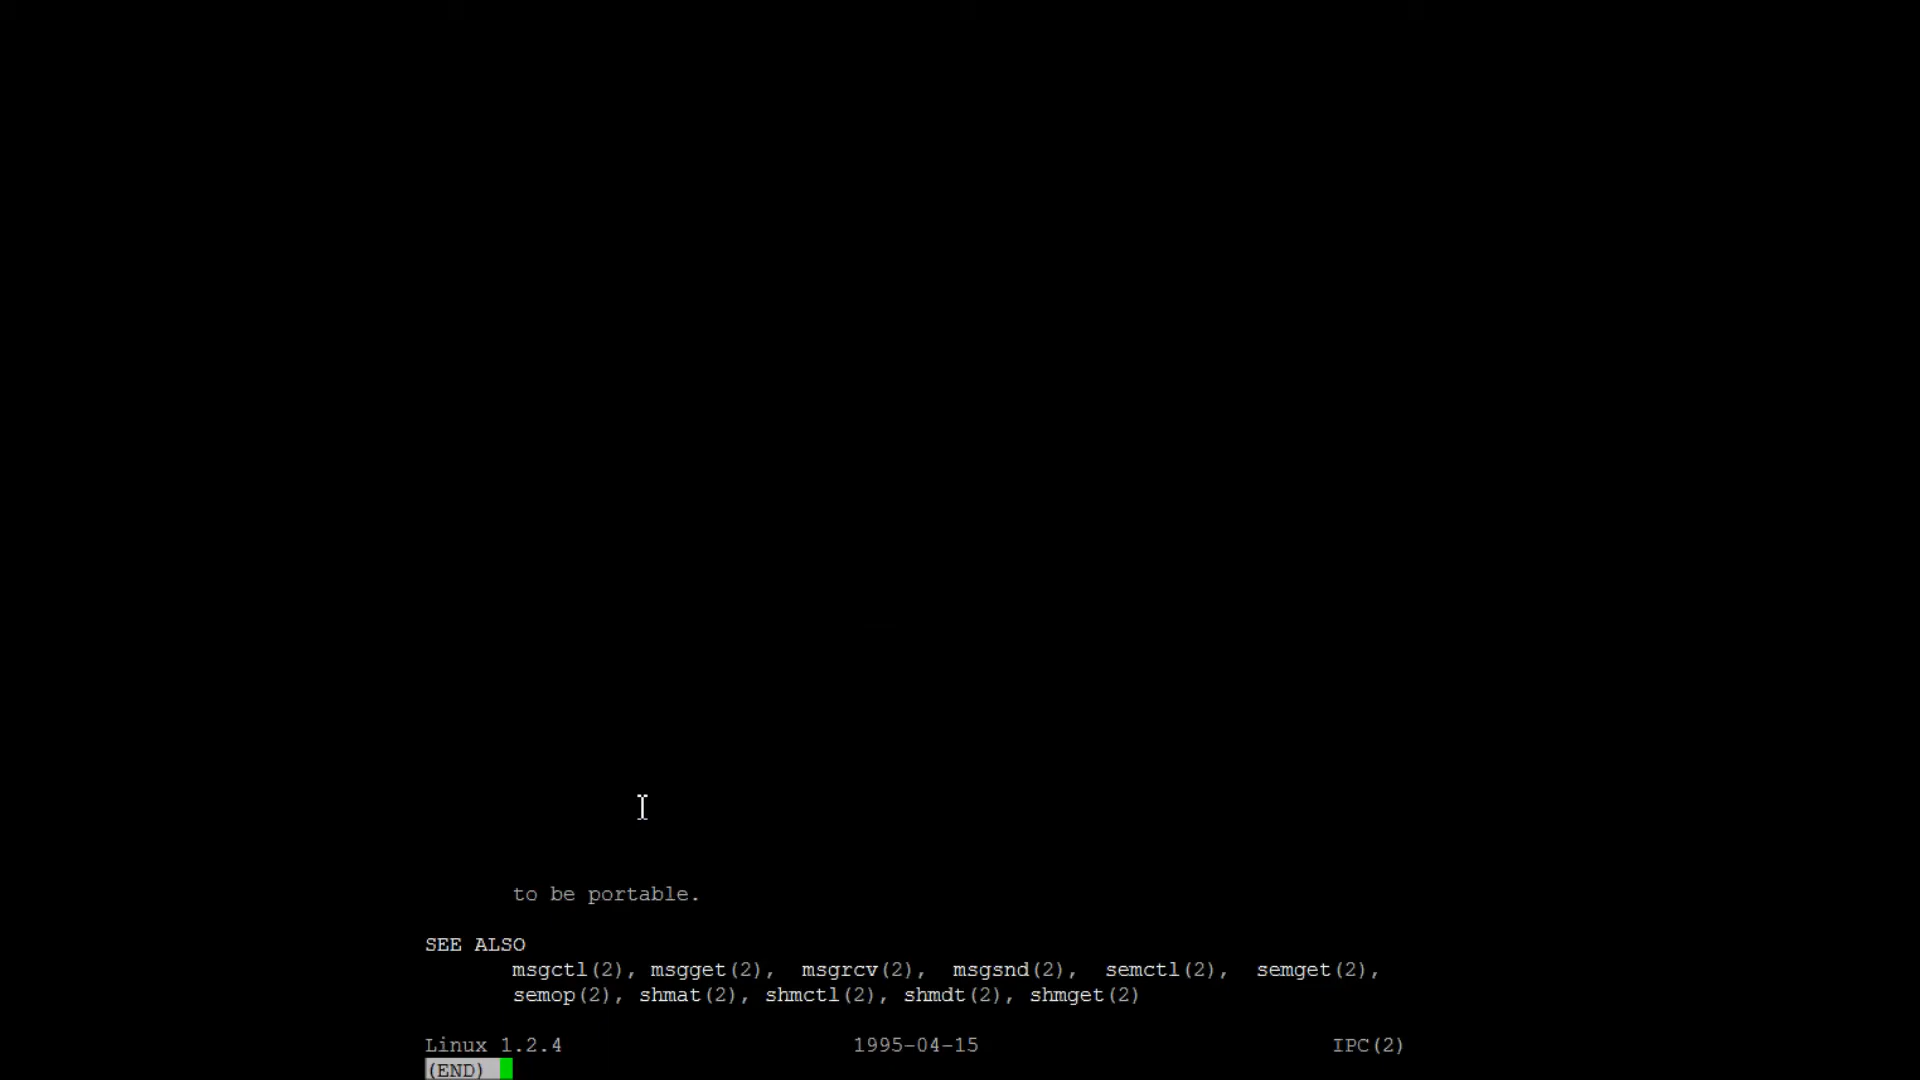 to be portable.
SEE ALSO
msgctl(2), msgget(2),  msgrcv(2),  msgsnd(2),  semctl(2),  semget(2),
semop(2), shmat(2), shmctl(2), shmdt(2), shmget(2)
Linux 1.2.4 1995-04-15 IPC(2)
(END)